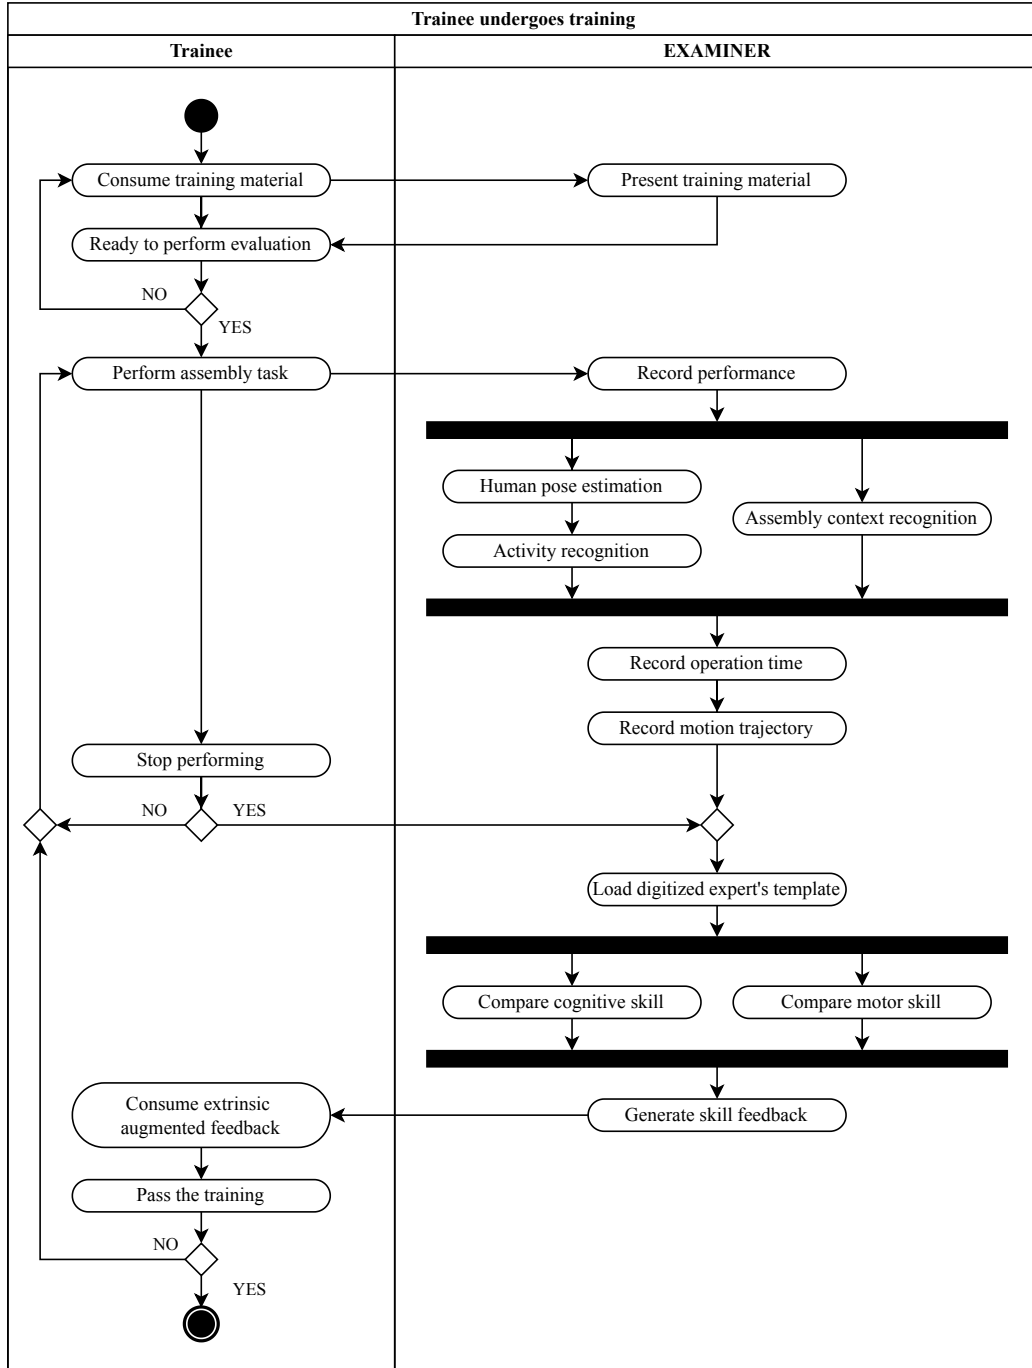 Trainee undergoes training
Trainee
EXAMINER
Consume training material
Present training material
Ready to perform evaluation
NO
YES
Perform assembly task
Record performance
Human pose estimation
Assembly context recognition
Activity recognition
Record operation time
Record motion trajectory
Stop performing
NO
YES
Load digitized expert's template
Compare cognitive skill
Compare motor skill
Consume extrinsic
augmented feedback
Generate skill feedback
Pass the training
NO
YES